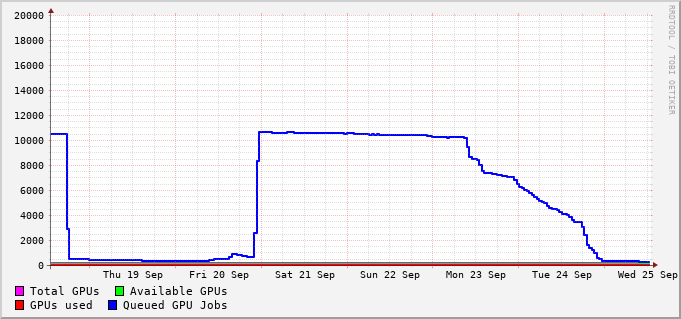 20000
18000
16000
14000
12000
10000
8000
6000
4000
2000
0
Thu 19 Sep Fri 20 Sep Sat 21 Sep Sun 22 Sep Mon 23 Sep Tue 24 Sep Wed 25 Sep
Total GPUs Available GPUs
GPUs used Queued GPU Jobs
RRDTOOL / TOBI OETIKER